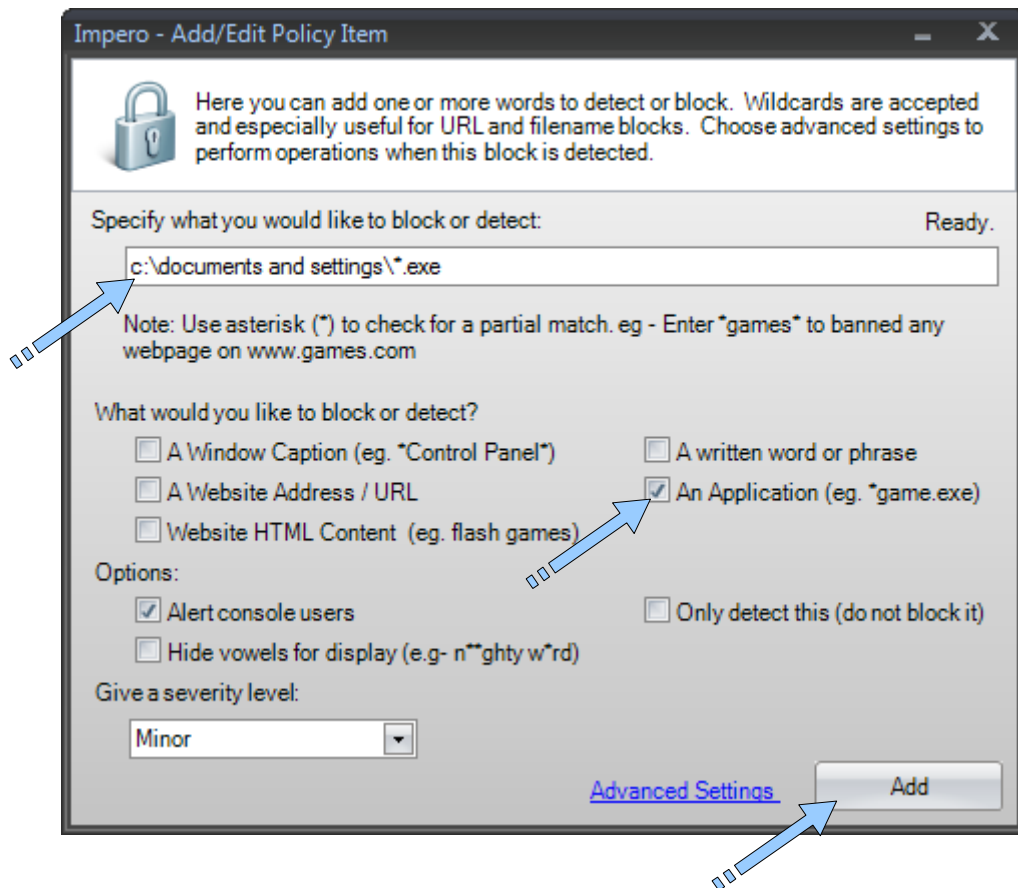 Impero - Add/Edit Policy Item
Here you can add one or more words to detect or block. Wildcards are accepted
and especially useful for URL and filename blocks. Choose advanced settings to
perform operations when this block is detected.
Specify what you would like to block or detect:
Ready.
c:\documents and settings\*.exe
Note: Use asterisk (*) to check for a partial match. eg - Enter *games* to banned any
webpage on www.games.com
What would you like to block or detect?
A Window Caption (eg. *Control Panel*)
A written word or phrase
A Website Address / URL
An Application (eg. *game.exe)
Website HTML Content (eg. flash games)
Options:
Alert console users
Only detect this (do not block it)
Hide vowels for display (e.g- n**ghty w*rd)
Give a severity level:
Minor
Advanced Settings
Add